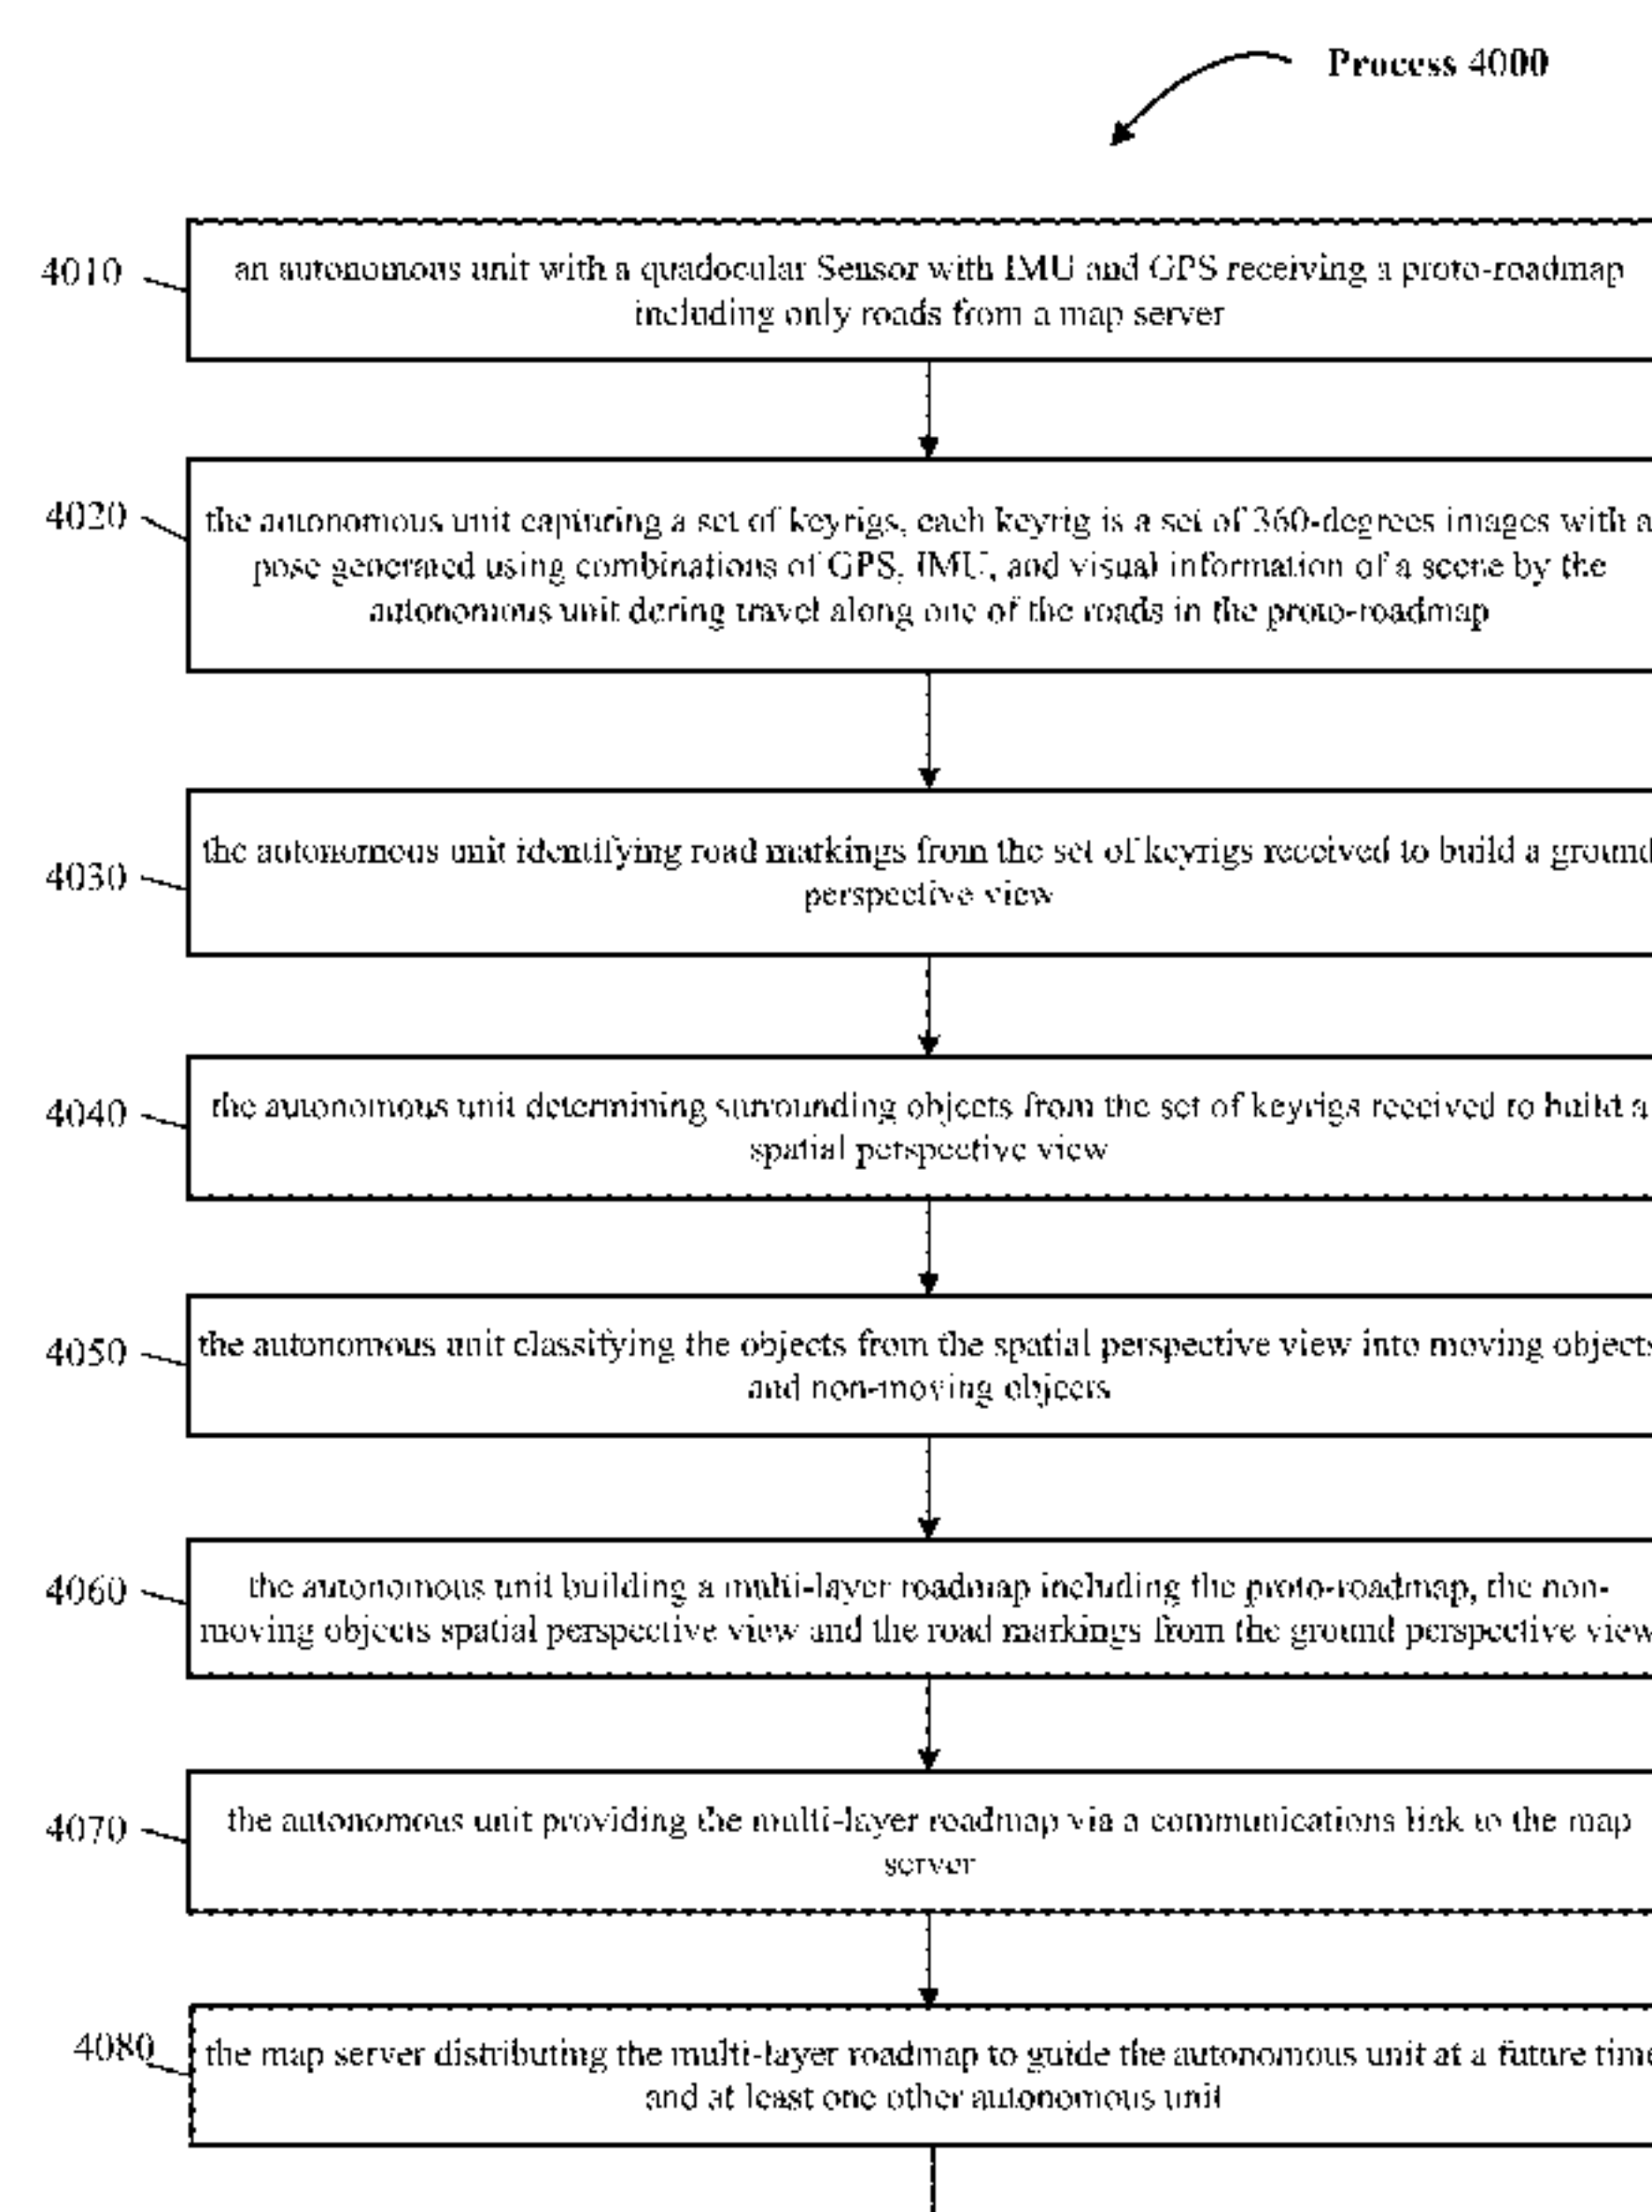 Process 4000
4010
an autonomous unit with a quadocular Sensor with IMU and GPS receiving a proto-roadmap
including only roads from a map server
4020
the autonomous unit capturing a set of keyrigs, each keyrig is a set of 360-degrees images with a
pose generated using combinations of GPS, IMU, and visual information of a scene by the
autonomous unit during travel along one of the roads in the proto-roadmap
4030
the autonomous unit identifying road markings from the set of keyrigs received to build a ground
perspective view
4040
the autonomous unit determining surrounding objects from the set of keyrigs received to build a
spatial perspective view
4050
the autonomous unit classifying the objects from the spatial perspective view into moving objects
and non-moving objects
4060
the autonomous unit building a multi-layer roadmap including the proto-roadmap, the non-
moving objects spatial perspective view and the road markings from the ground perspective view
4070
the autonomous unit providing the multi-layer roadmap via a communications link to the map
server
4080
the map server distributing the multi-layer roadmap to guide the autonomous unit at a future time
and at least one other autonomous unit